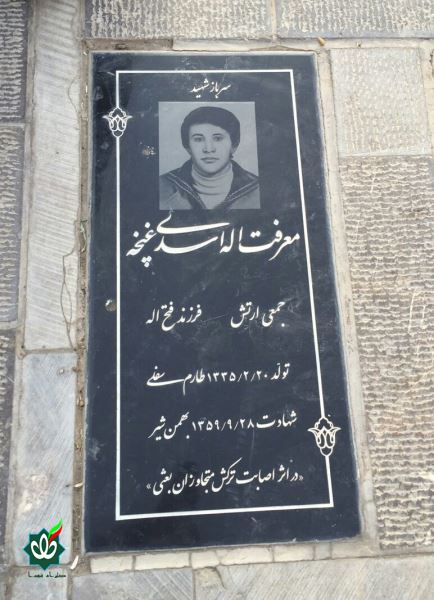 سرباز شهید
معرفت اله اسدی غنچه
جمعی ارتش فرزند فتح اله
تولد ۱۳۳۵/۲/۲۰ طارم سفلی
شهادت ۱۳۵۹/۹/۲۸ بهمن شیر
«در اثر اصابت ترکش متجاوزان بعثی»